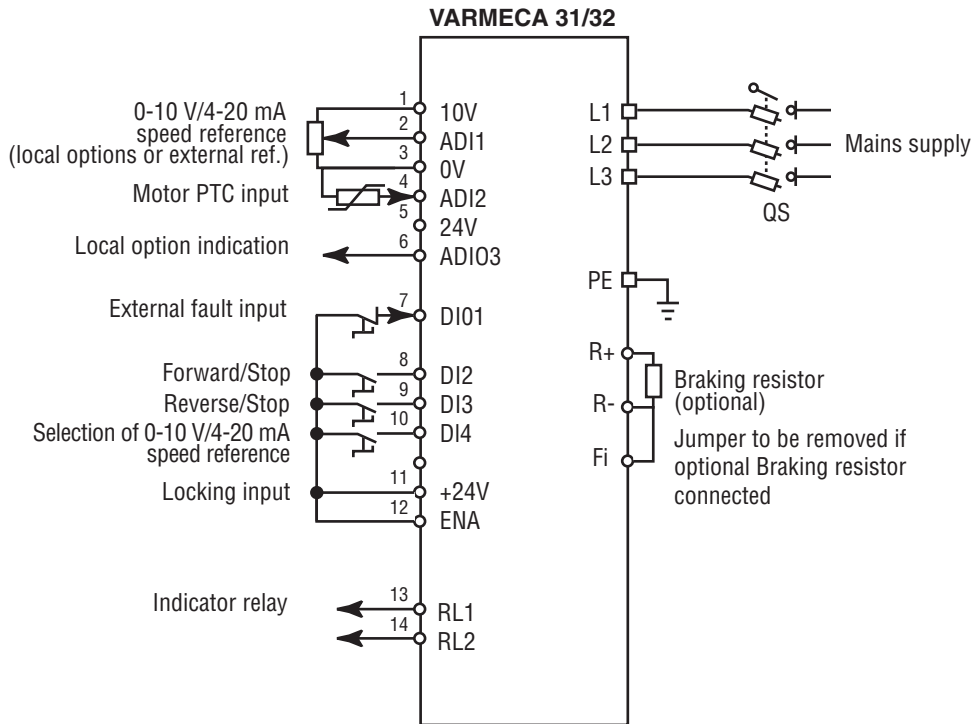 VARMECA 31/32
0-10 V/4-20 mA
speed reference
(local options or external ref.)
Motor PTC input
Local option indication
External fault input
Forward/Stop
Reverse/Stop
Selection of 0-10 V/4-20 mA
speed reference
Locking input
Indicator relay
1
2
3
4
5
6
7
8
9
10
11
12
13
14
10V
ADI1
0V
ADI2
24V
ADIO3
DI01
DI2
DI3
DI4
+24V
ENA
RL1
RL2
L1
L2
L3
PE
R+
R-
Fi
Mains supply
QS
Braking resistor
(optional)
Jumper to be removed if
optional Braking resistor
connected